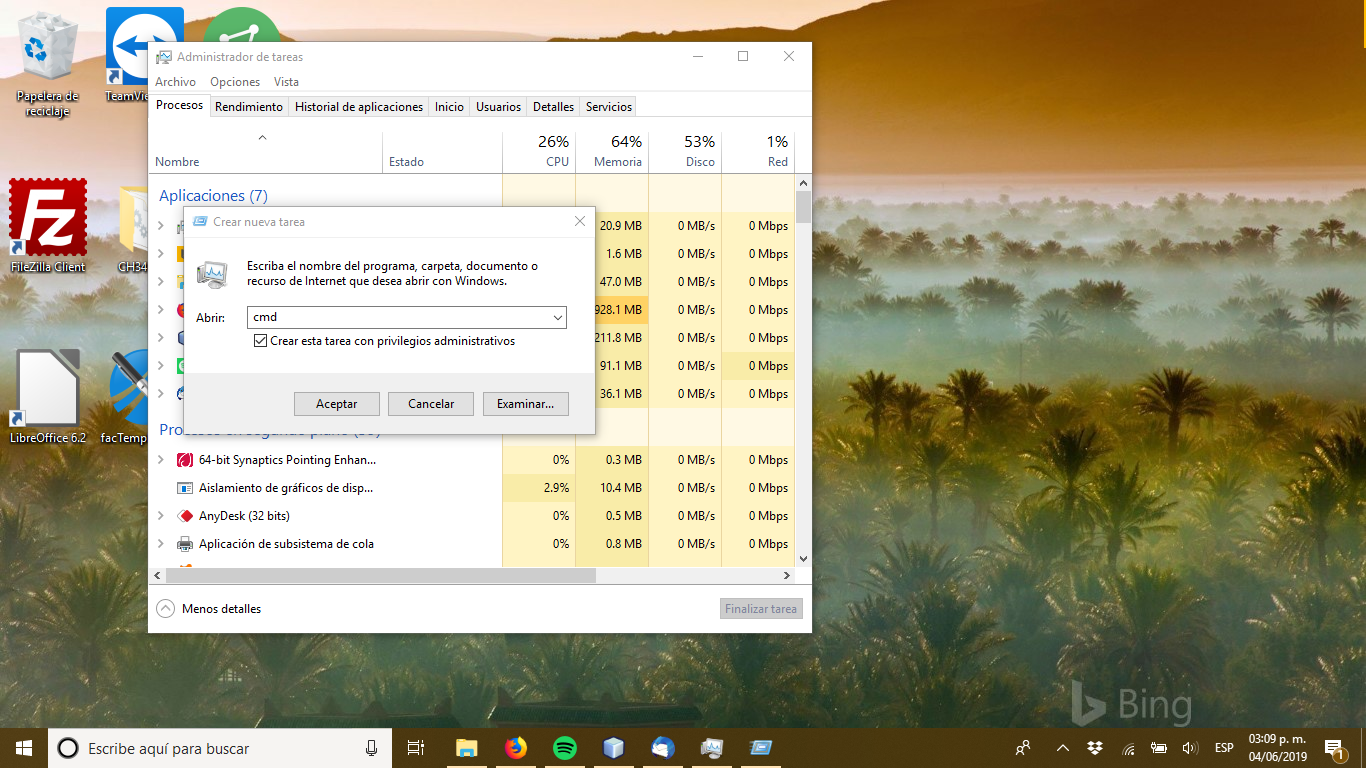 Papelera de
reciclaje
TeamVie
FileZilla Client
CH34
LibreOffice 6.2
facTemp
Administrador de tareas
Archivo Opciones Vista
Procesos Rendimiento Historial de aplicaciones Inicio Usuarios Detalles Servicios
26% 64% 53% 1%
Nombre Estado CPU Memoria Disco Red
Aplicaciones (7)
20.9 MB 0 MB/s 0 Mbps
1.6 MB 0 MB/s 0 Mbps
47.0 MB 0 MB/s 0 Mbps
928.1 MB 0 MB/s 0 Mbps
211.8 MB 0 MB/s 0 Mbps
91.1 MB 0 MB/s 0 Mbps
36.1 MB 0 MB/s 0 Mbps
Crear nueva tarea
Escriba el nombre del programa, carpeta, documento o
recurso de Internet que desea abrir con Windows.
Abrir: cmd
Crear esta tarea con privilegios administrativos
Aceptar Cancelar Examinar...
64-bit Synaptics Pointing Enhan... 0% 0.3 MB 0 MB/s 0 Mbps
Aislamiento de gráficos de disp... 2.9% 10.4 MB 0 MB/s 0 Mbps
AnyDesk (32 bits) 0% 0.5 MB 0 MB/s 0 Mbps
Aplicación de subsistema de cola 0% 0.8 MB 0 MB/s 0 Mbps
Menos detalles Finalizar tarea
Bing
Escribe aquí para buscar
ESP
03:09 p. m.
04/06/2019
1